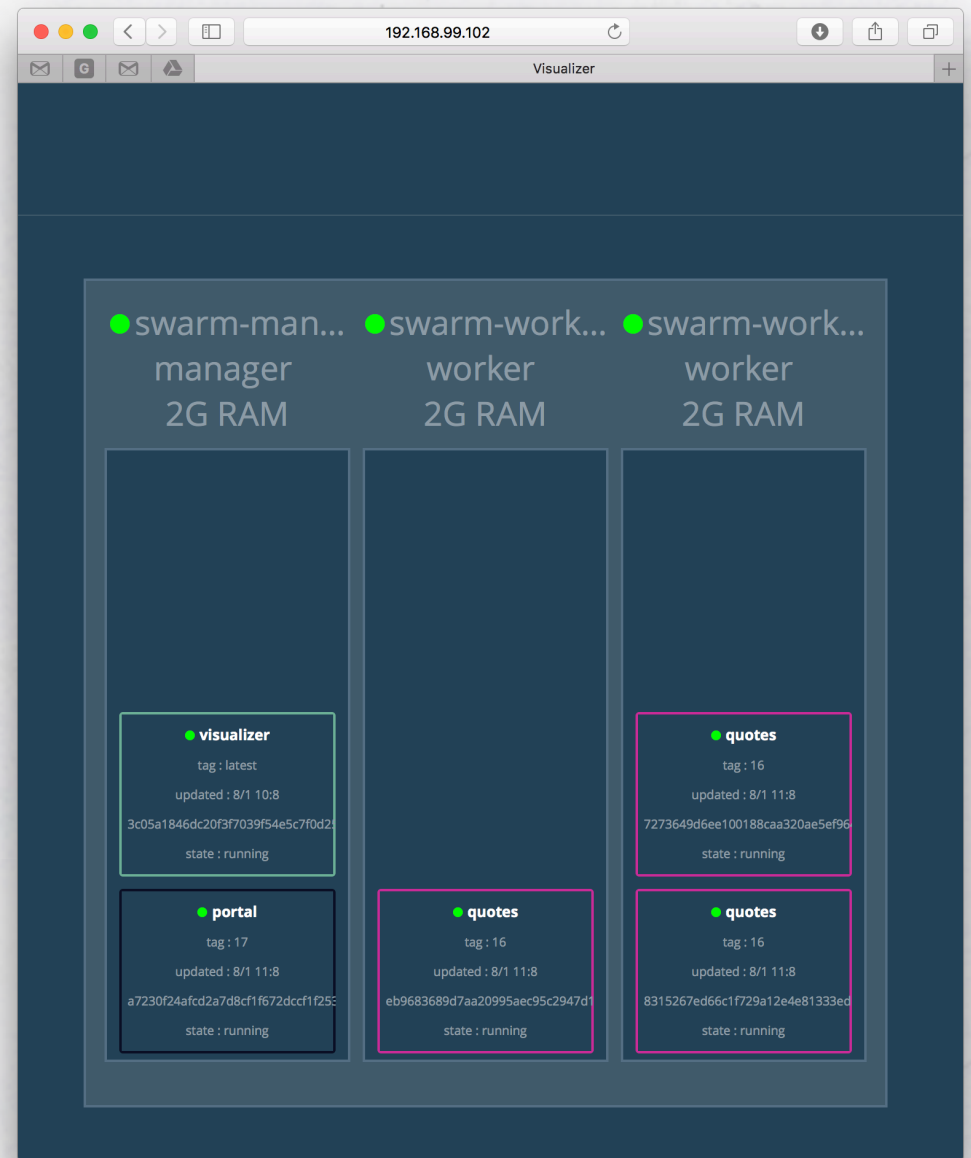 192.168.99.102
G
Visualizer
swarm-man...
manager
2G RAM
swarm-work...
worker
2G RAM
swarm-work...
worker
2G RAM
visualizer
tag : latest
updated : 8/1 10:8
3c05a1846dc20f3f7039f54e5c7f0d25
state : running
portal
tag : 17
updated : 8/1 11:8
a7230f24afcd2a7d8cf1f672dccf1f253
state : running
quotes
tag : 16
updated : 8/1 11:8
eb9683689d7aa20995aec95c2947d1
state : running
quotes
tag : 16
updated : 8/1 11:8
7273649d6ee100188caa320ae5ef964
state : running
quotes
tag : 16
updated : 8/1 11:8
8315267ed66c1f729a12e4e81333ed
state : running